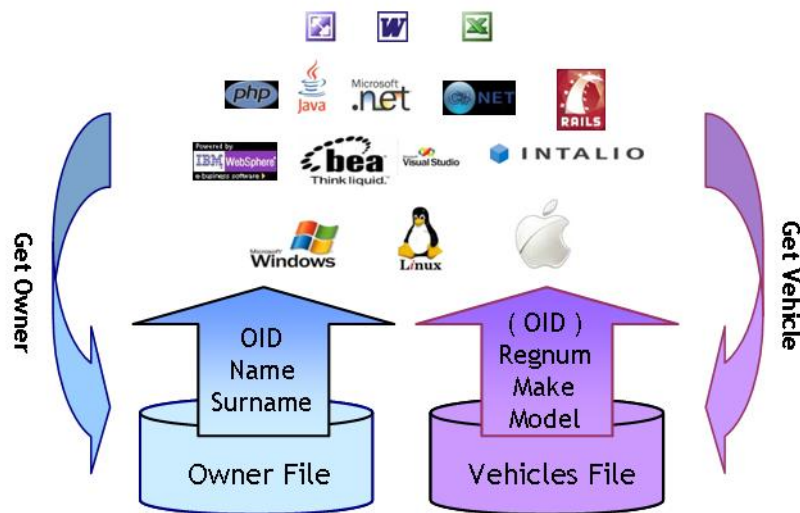 W
php
Java
Microsoft
.net
NET
RAILS
Powered by
IBM WebSphere
e-business software
bea
Think liquid.™
Visual Studio
INTALIO
Microsoft
Windows
Linux
Get Owner
Get Vehicle
OID
Name
Surname
( OID )
Regnum
Make
Model
Owner File
Vehicles File